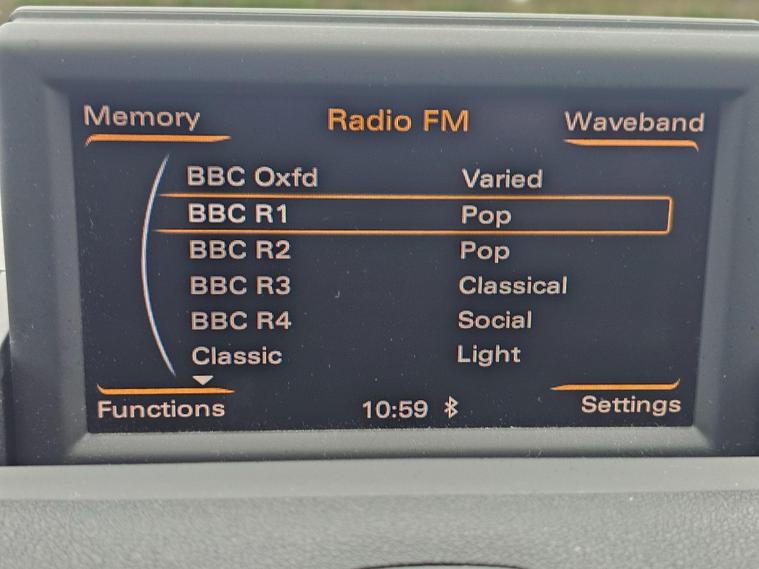 Memory Radio FM Waveband
BBC Oxfd Varied
BBC R1 Pop
BBC R2 Pop
BBC R3 Classical
BBC R4 Social
Classic Light
Functions 10:59 Settings